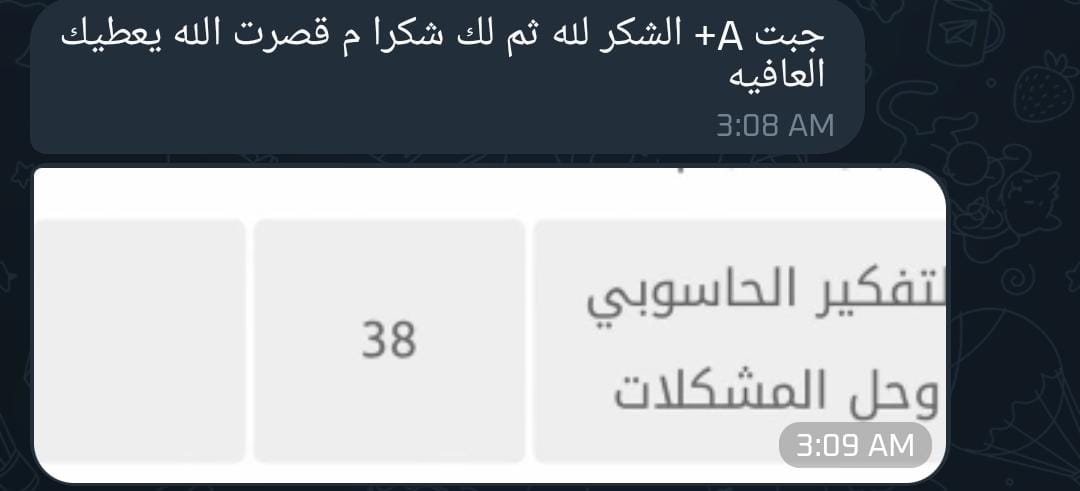 جبت A+ الشكر لله ثم لك شكرا م قصرت الله يعطيك
العافيه
3:08 AM
لتفكير الحاسوبي
وحل المشكلات
38
3:09 AM